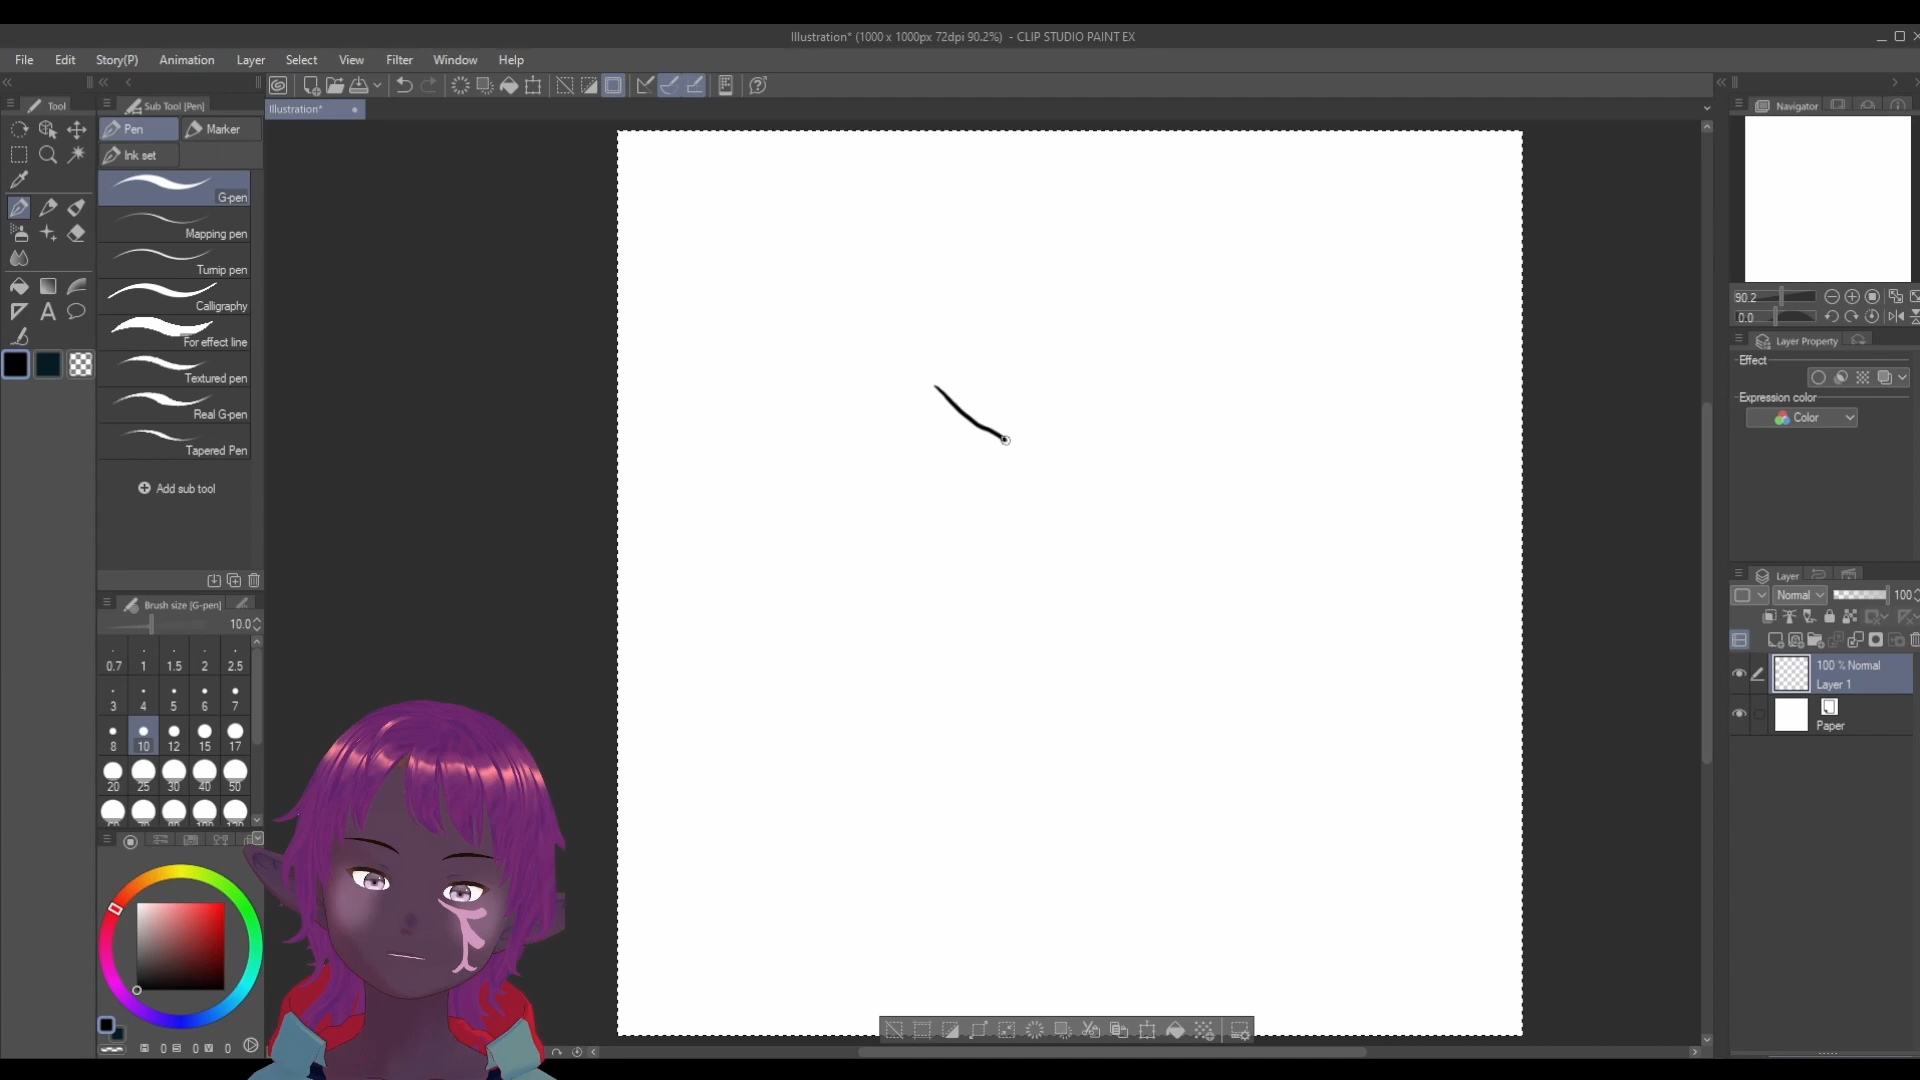 Illustration* (1000 x 1000px 72dpi 90.2%) - CLIP STUDIO PAINT EX
File Edit Story(P) Animation Layer Select View Filter Window Help
Tool
Sub Tool [Pen]
Illustration*
Navigator
Pen
Marker
Ink set
G-pen
Mapping pen
Turnip pen
Calligraphy
For effect line
Textured pen
Real G-pen
Tapered Pen
Add sub tool
Brush size [G-pen]
10.0
0.7 1 1.5 2 2.5
3 4 5 6 7
8 10 12 15 17
20 25 30 40 50
0 0 0
90.2
0.0
Layer Property
Effect
Expression color
Color
Layer
Normal 100
100 % Normal
Layer 1
Paper